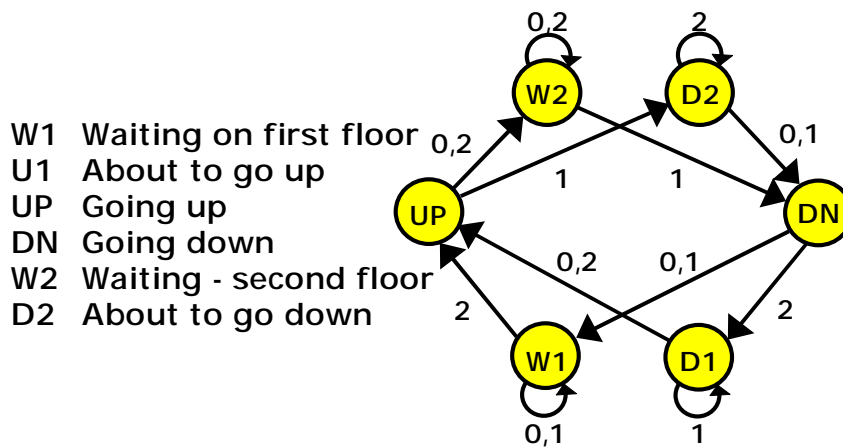 W1 Waiting on first floor
U1 About to go up
UP Going up
DN Going down
W2 Waiting - second floor
D2 About to go down
0,2
2
W2
D2
0,2
0,1
1
1
UP
DN
0,2
0,1
2
2
W1
D1
0,1
1